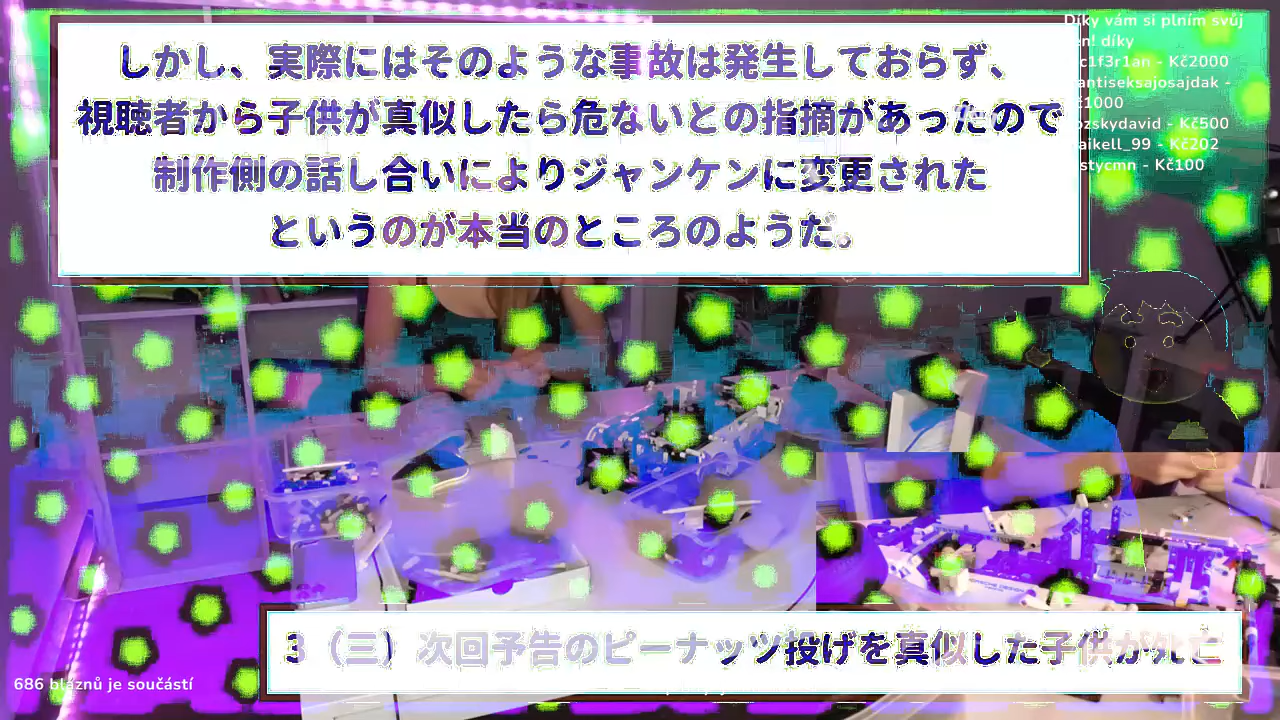 しかし、実際にはそのような事故は発生しておらず、
視聴者から子供が真似したら危ないとの指摘があったので
制作側の話し合いによりジャンケンに変更された
というのが本当のところのようだ。
Díky vám si plním svůj
en! díky
c1f3r1an - Kč2000
antiseksajosajdak -
1000
ozskydavid - Kč500
aikell_99 - Kč202
stycmn - Kč100
3（三）次回予告のピーナッツ投げを真似した子供が死亡
686 bláznů je součástí